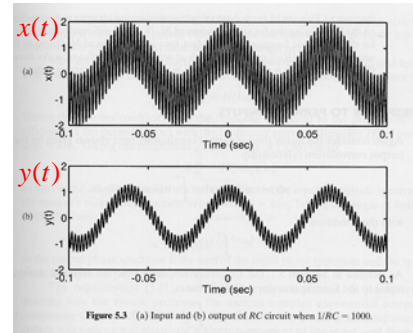 x(t)
2
1
0
-1
-2
-0.1
-0.05
0
0.05
0.1
Time (sec)
(a)
x(t)
y(t)
2
1
0
-1
-2
-0.1
-0.05
0
0.05
0.1
Time (sec)
(b)
y(t)
Figure 5.3 (a) Input and (b) output of RC circuit when 1/RC = 1000.